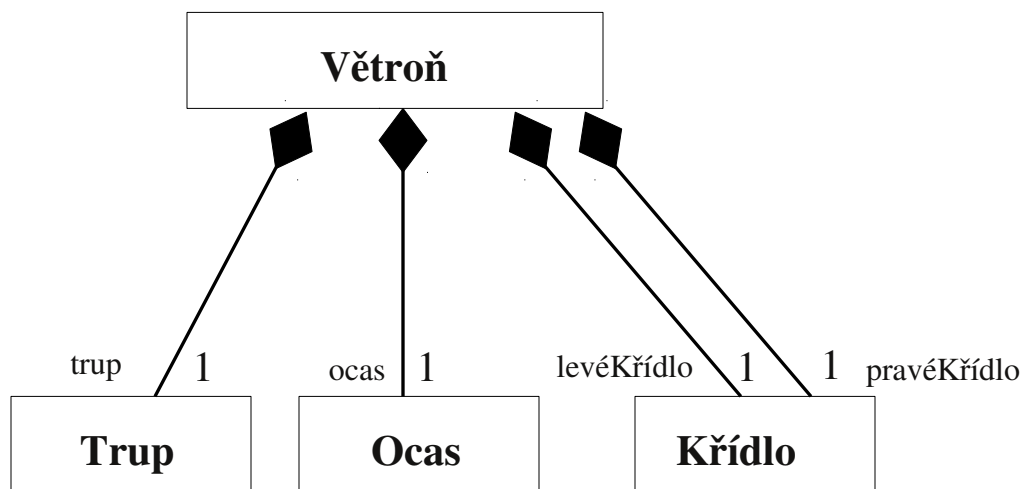 Větroň
trup 1
ocas 1
levéKřídlo 1
1 pravéKřídlo
Trup
Ocas
Křídlo